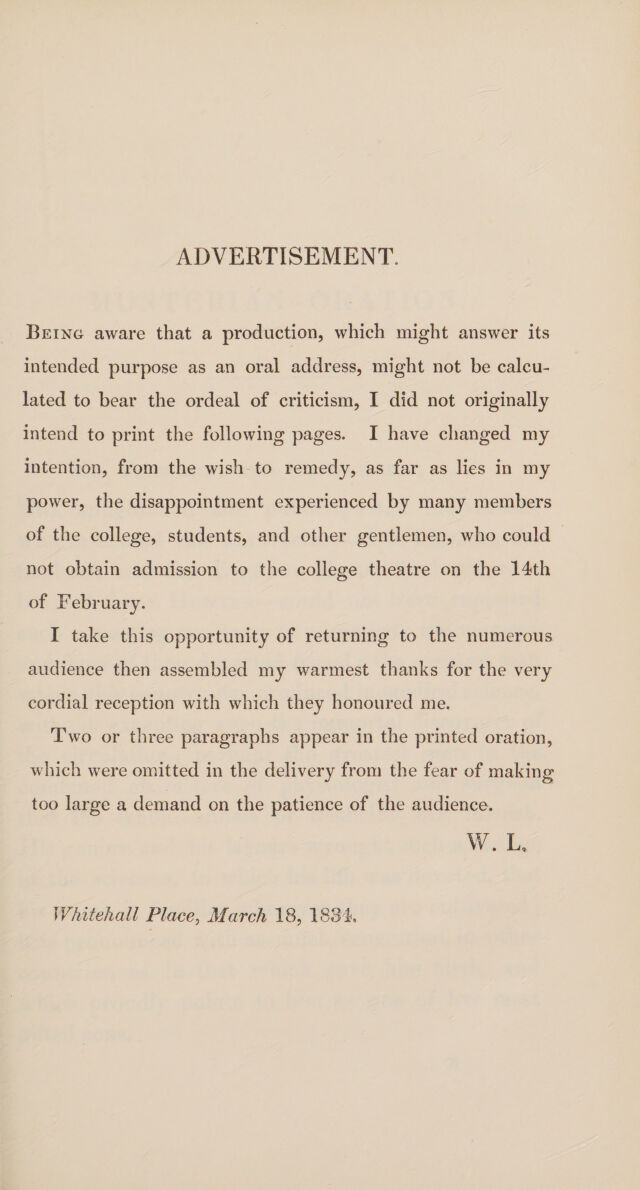 ADVERTISEMENT.
BEING aware that a production, which might answer its
intended purpose as an oral address, might not be calcu-
lated to bear the ordeal of criticism, I did not originally
intend to print the following pages. I have changed my
intention, from the wish to remedy, as far as lies in my
power, the disappointment experienced by many members
of the college, students, and other gentlemen, who could
not obtain admission to the college theatre on the 14th
of February.
I take this opportunity of returning to the numerous
audience then assembled my warmest thanks for the very
cordial reception with which they honoured me.
Two or three paragraphs appear in the printed oration,
which were omitted in the delivery from the fear of making
too large a demand on the patience of the audience.
W. L.
Whitehall Place, March 18, 1834.